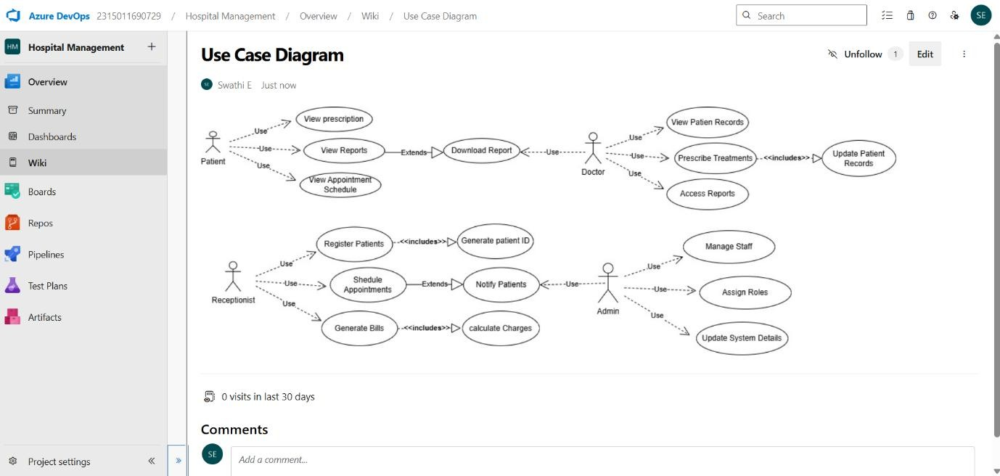 Azure DevOps 2315011690729 / Hospital Management / Overview / Wiki / Use Case Diagram
Search
SE
HM Hospital Management +
Overview
Summary
Dashboards
Wiki
Boards
Repos
Pipelines
Test Plans
Artifacts
Project settings
Use Case Diagram
Unfollow 1 Edit
SE Swathi E Just now
Patient
Use
Use
Use
View prescription
View Reports
View Appointment
Schedule
Extends
Download Report
Use
Doctor
Use
Use
Use
View Patien Records
Prescribe Treatments
Access Reports
<<includes>>
Update Patient
Records
Receptionist
Use
Use
Use
Register Patients
Shedule
Appointments
Generate Bills
<<includes>>
Extends
<<includes>>
Generate patient ID
Notify Patients
calculate Charges
Use
Admin
Use
Use
Use
Manage Staff
Assign Roles
Update System Details
0 visits in last 30 days
Comments
SE
Add a comment...